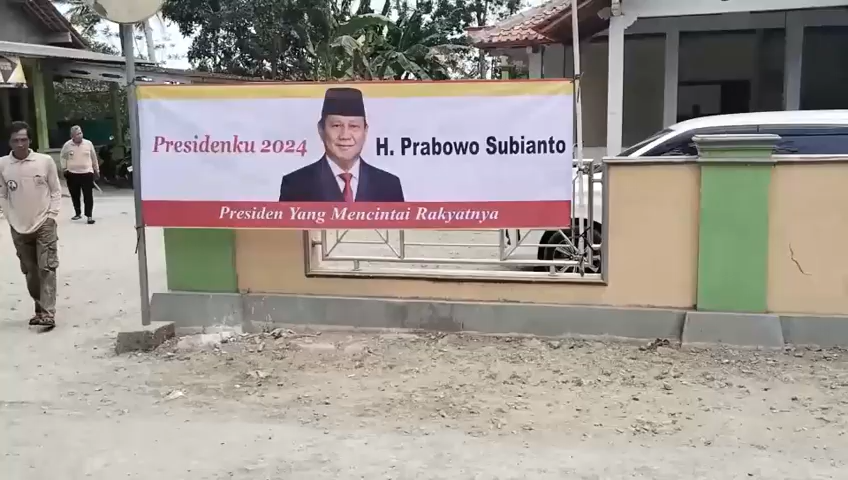 Presidenku 2024
H. Prabowo Subianto
Presiden Yang Mencintai Rakyatnya